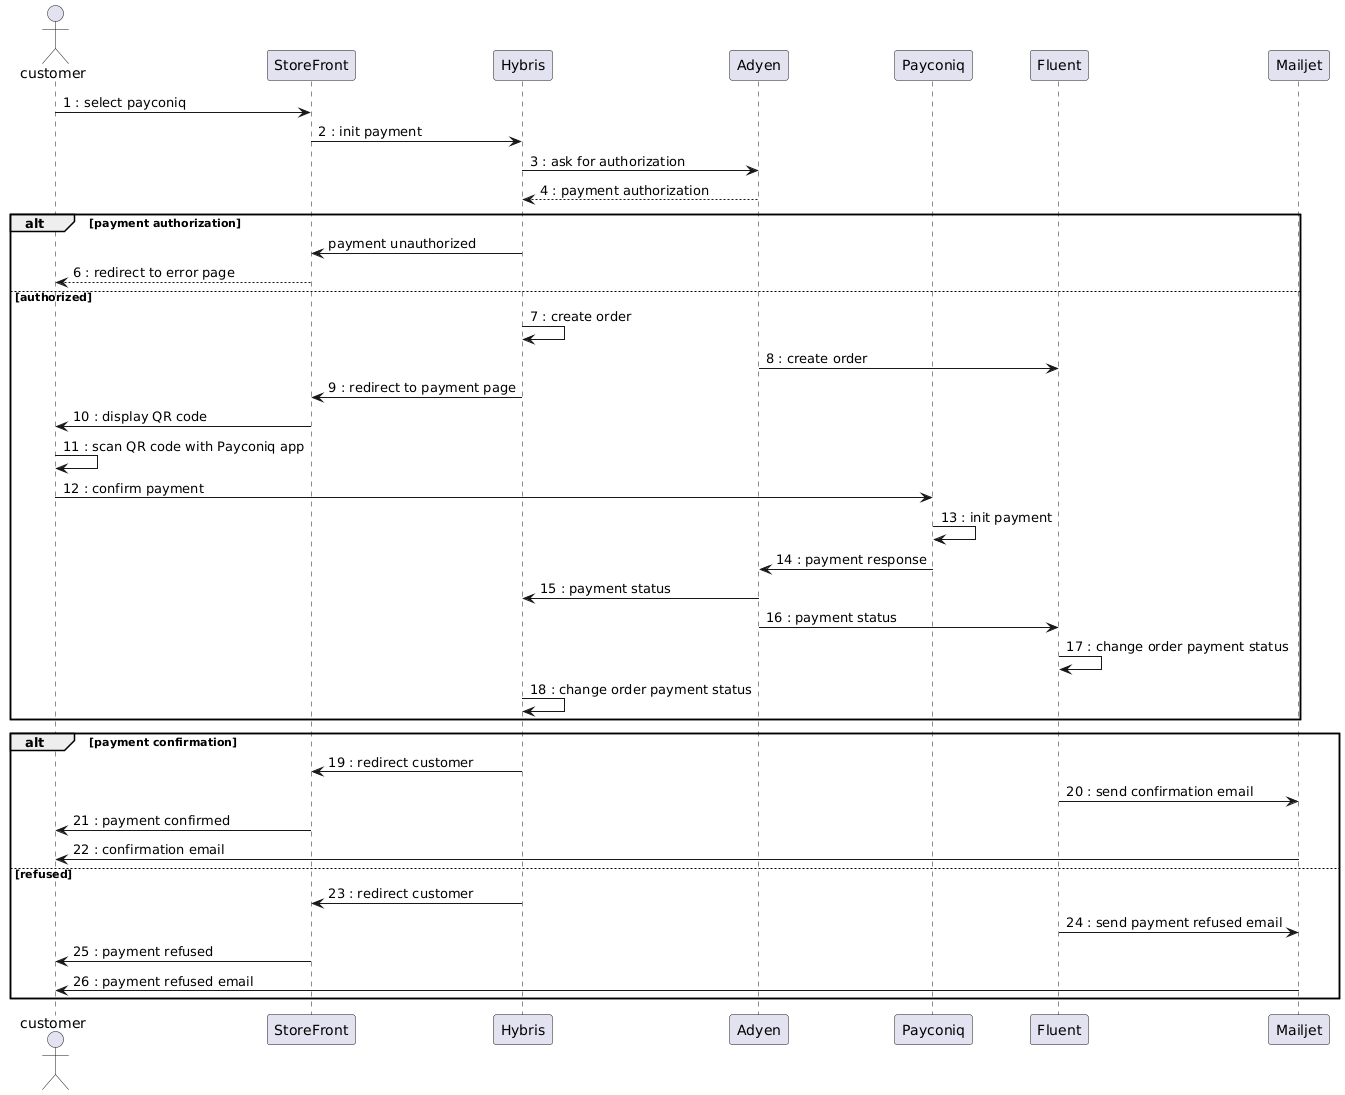 customer
StoreFront
Hybris
Adyen
Payconiq
Fluent
Mailjet
1 : select payconiq
2 : init payment
3 : ask for authorization
4 : payment authorization
alt [payment authorization]
payment unauthorized
6 : redirect to error page
[authorized]
7 : create order
8 : create order
9 : redirect to payment page
10 : display QR code
11 : scan QR code with Payconiq app
12 : confirm payment
13 : init payment
14 : payment response
15 : payment status
16 : payment status
17 : change order payment status
18 : change order payment status
alt [payment confirmation]
19 : redirect customer
20 : send confirmation email
21 : payment confirmed
22 : confirmation email
[refused]
23 : redirect customer
24 : send payment refused email
25 : payment refused
26 : payment refused email
customer
StoreFront
Hybris
Adyen
Payconiq
Fluent
Mailjet